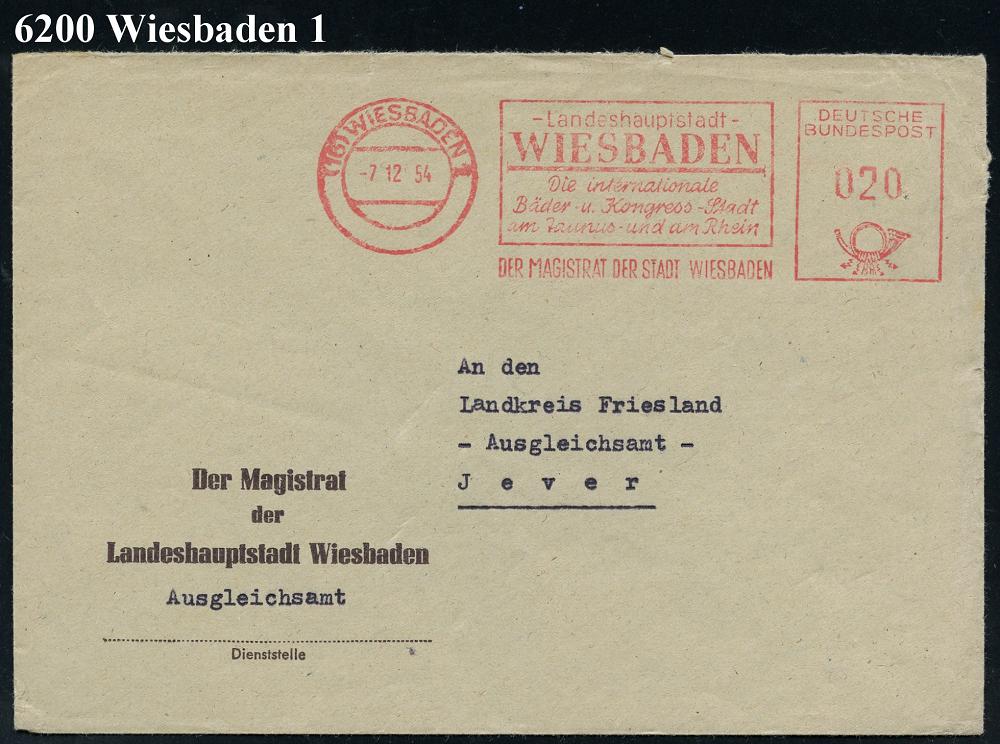 6200 Wiesbaden 1
(16) WIESBADEN 1
-7 12 54
- Landeshauptstadt -
WIESBADEN
Die internationale
Bäder- u. Kongress-Stadt
am Taunus- und am Rhein
DER MAGISTRAT DER STADT WIESBADEN
DEUTSCHE
BUNDESPOST
020
An den
Landkreis Friesland
- Ausgleichsamt -
J e v e r
Der Magistrat
der
Landeshauptstadt Wiesbaden
Ausgleichsamt
Dienststelle